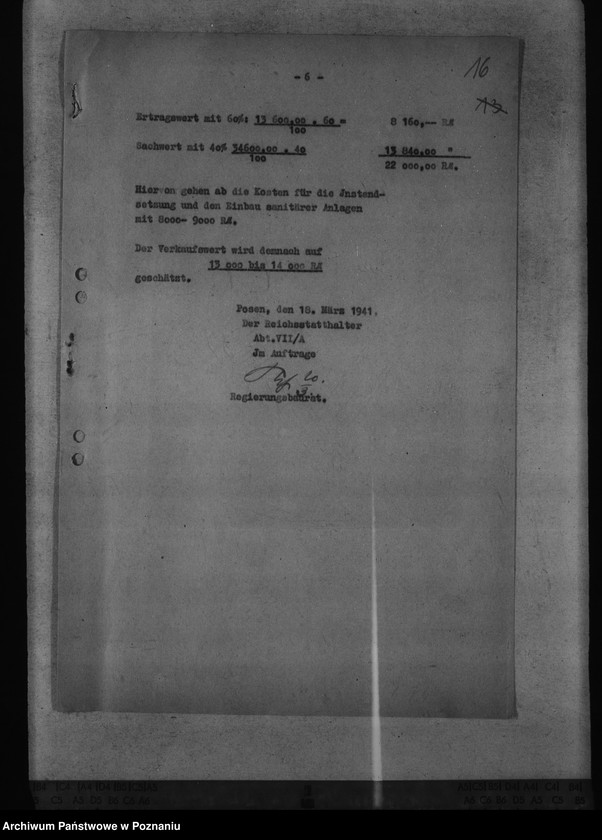 - 6 -
16
Ertragswert mit 60%: 13 600,00 . 60 = 8 160,— RM
100
Sachwert mit 40% 34600.00 . 40 13 840.00 "
100
22 000,00 RM.
Hiervon gehen ab die Kosten für die Jnstand-
setzung und den Einbau sanitärer Anlagen
mit 8000- 9000 RM.
Der Verkaufswert wird demnach auf
13 000 bis 14 000 RM
geschätzt.
Posen, den 18. März 1941.
Der Reichsstatthalter
Abt.VII/A
Jm Auftrage
Regierungsbaurat.
Archiwum Państwowe w Poznaniu